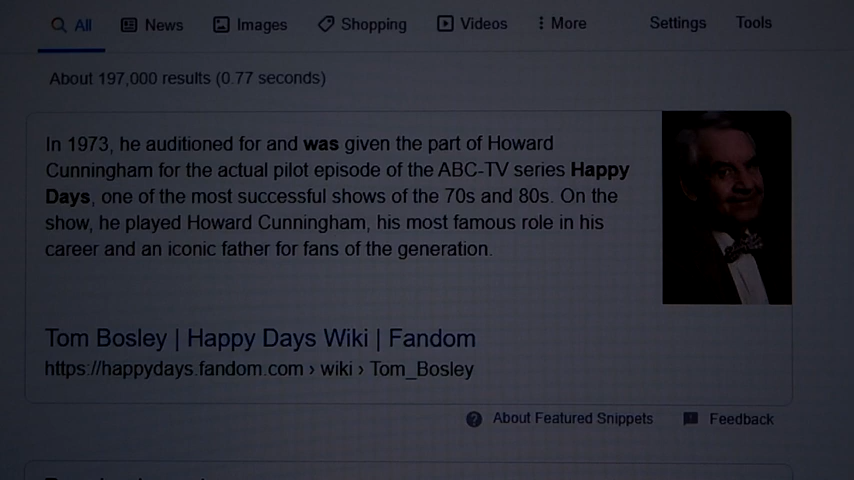 All News Images Shopping Videos More Settings Tools
About 197,000 results (0.77 seconds)
In 1973, he auditioned for and was given the part of Howard
Cunningham for the actual pilot episode of the ABC-TV series Happy
Days, one of the most successful shows of the 70s and 80s. On the
show, he played Howard Cunningham, his most famous role in his
career and an iconic father for fans of the generation.
Tom Bosley | Happy Days Wiki | Fandom
https://happydays.fandom.com › wiki › Tom_Bosley
About Featured Snippets Feedback